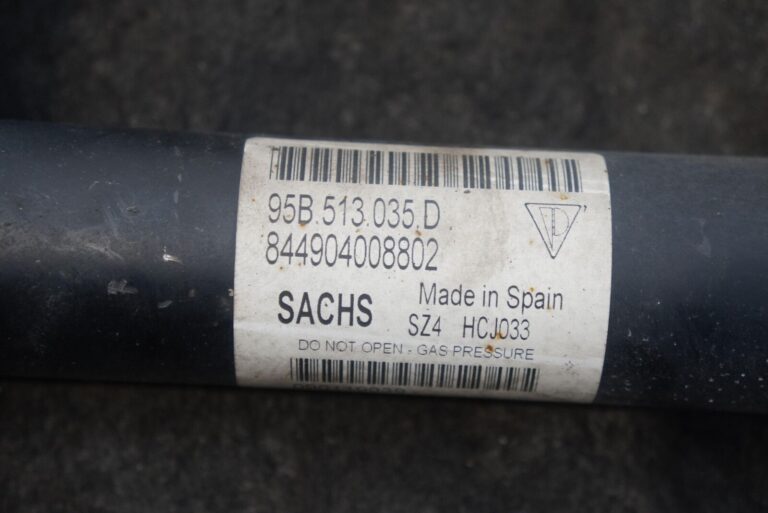 95B.513.035.D
844904008802
SACHS Made in Spain
SZ4 HCJ033
DO NOT OPEN - GAS PRESSURE